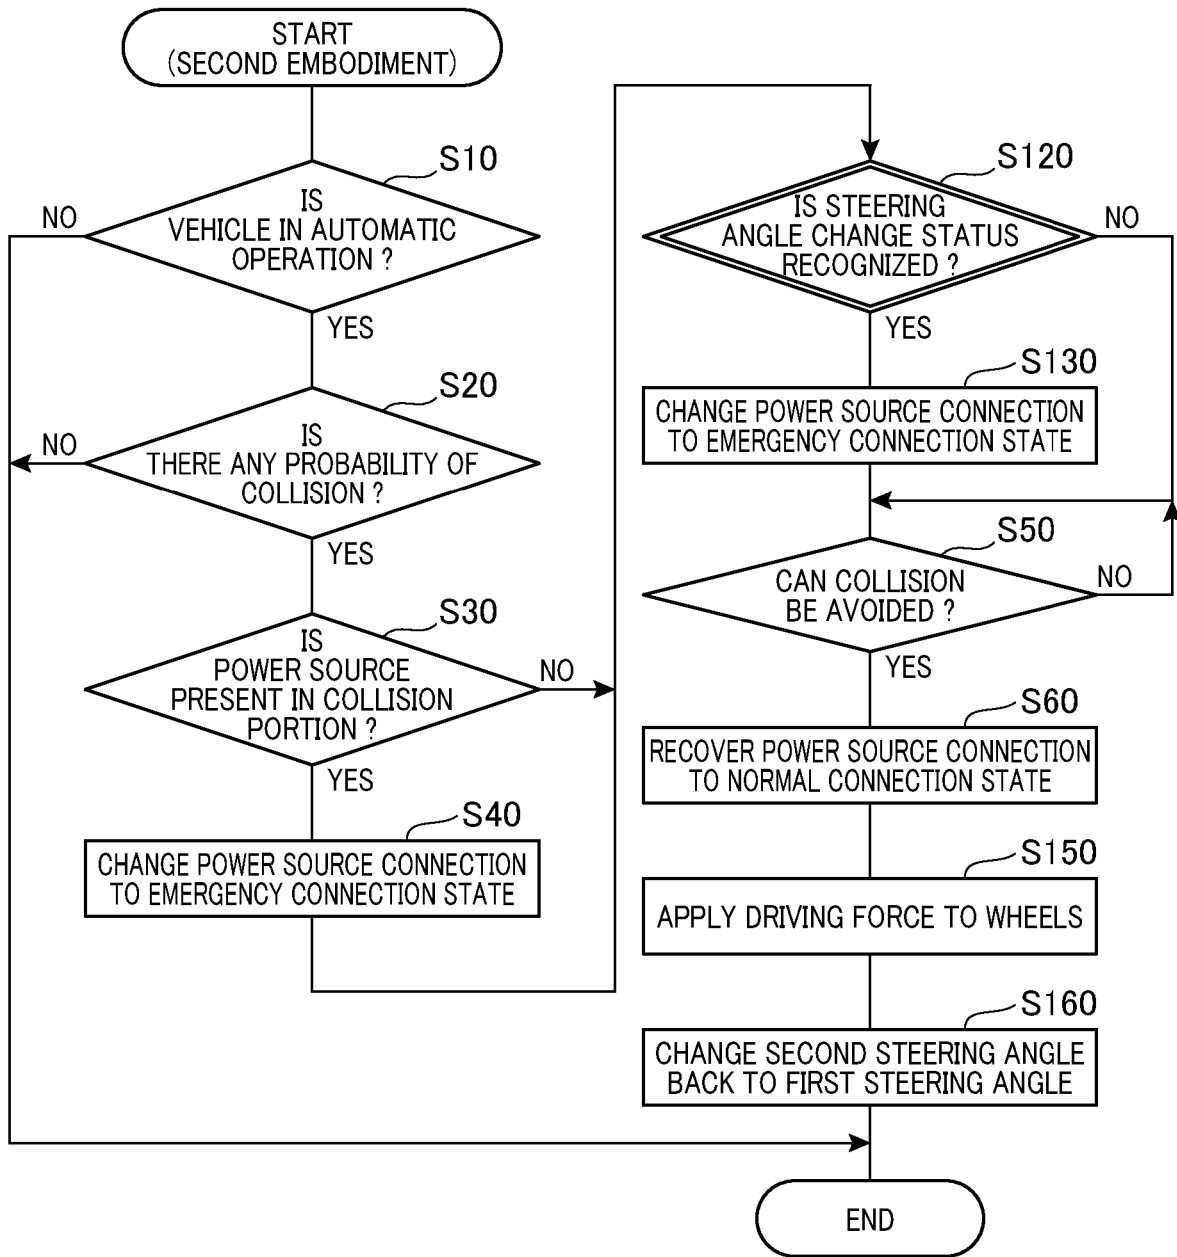 START
(SECOND EMBODIMENT)
S10
IS
VEHICLE IN AUTOMATIC
OPERATION ?
NO
YES
S20
IS
THERE ANY PROBABILITY OF
COLLISION ?
NO
YES
S30
IS
POWER SOURCE
PRESENT IN COLLISION
PORTION ?
NO
YES
S40
CHANGE POWER SOURCE CONNECTION
TO EMERGENCY CONNECTION STATE
S120
IS STEERING
ANGLE CHANGE STATUS
RECOGNIZED ?
NO
YES
S130
CHANGE POWER SOURCE CONNECTION
TO EMERGENCY CONNECTION STATE
S50
CAN COLLISION
BE AVOIDED ?
NO
YES
S60
RECOVER POWER SOURCE CONNECTION
TO NORMAL CONNECTION STATE
S150
APPLY DRIVING FORCE TO WHEELS
S160
CHANGE SECOND STEERING ANGLE
BACK TO FIRST STEERING ANGLE
END